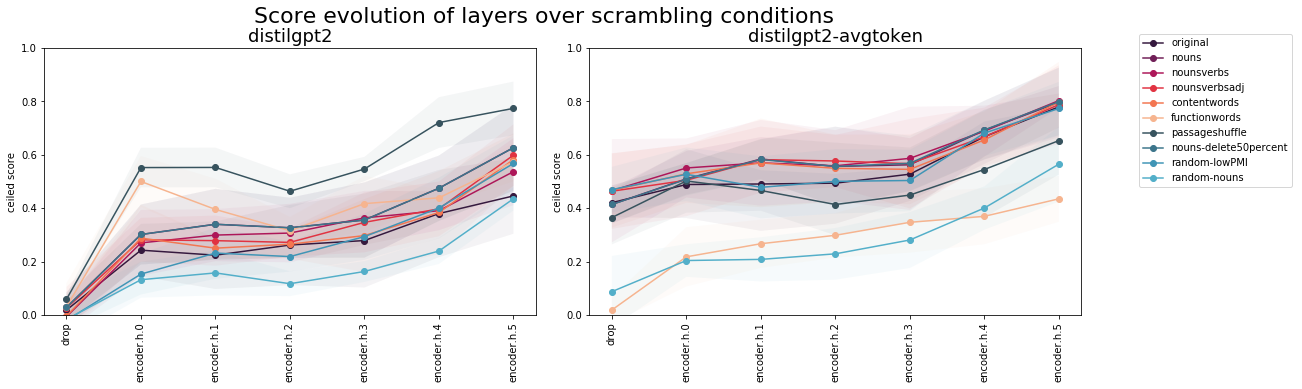 Score evolution of layers over scrambling conditions
distilgpt2
ceilied score
1.0
0.8
0.6
0.4
0.2
0.0
drop
encoder.h.0
encoder.h.1
encoder.h.2
encoder.h.3
encoder.h.4
encoder.h.5
distilgpt2-avgtoken
ceilied score
1.0
0.8
0.6
0.4
0.2
0.0
drop
encoder.h.0
encoder.h.1
encoder.h.2
encoder.h.3
encoder.h.4
encoder.h.5
original
nouns
nounsverbs
nounsverbsadj
contentwords
functionwords
passageshuffle
nouns-delete50percent
random-lowPMI
random-nouns